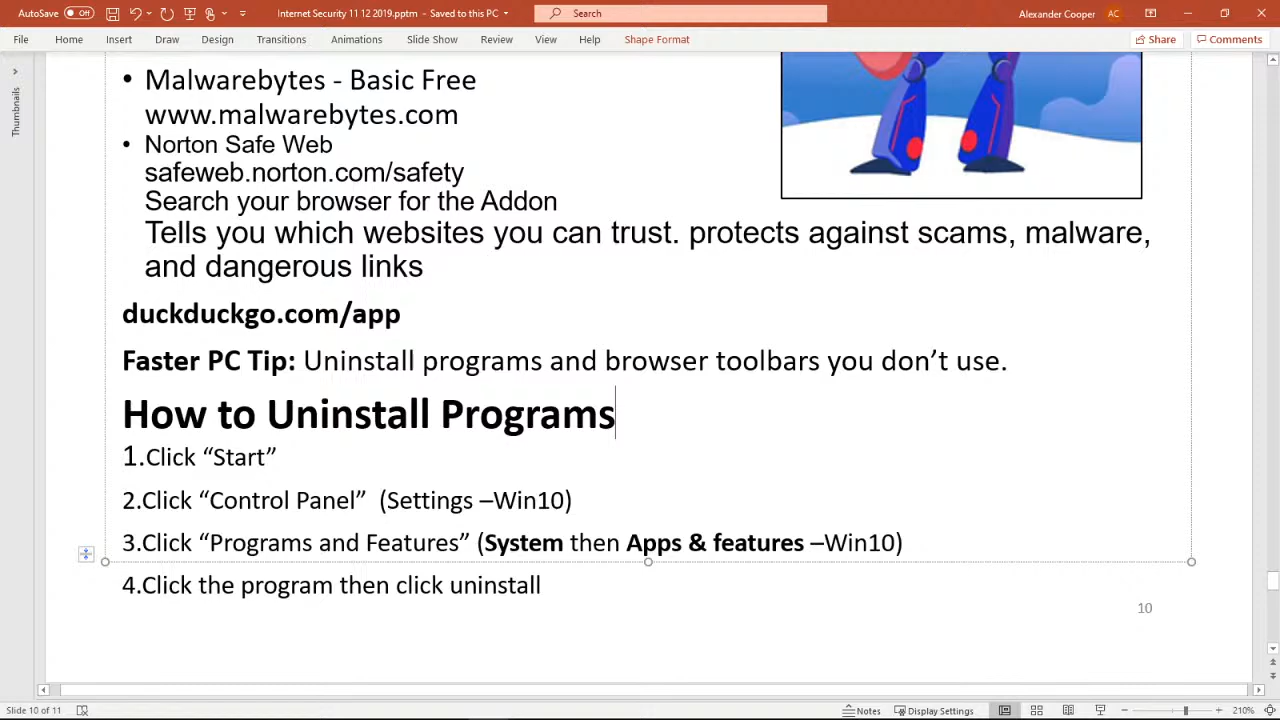 AutoSave Off Internet Security 11 12 2019.pptm - Saved to this PC Search Alexander Cooper AC
File Home Insert Draw Design Transitions Animations Slide Show Review View Help Shape Format Share Comments
Thumbnails
• Malwarebytes - Basic Free
www.malwarebytes.com
• Norton Safe Web
safeweb.norton.com/safety
Search your browser for the Addon
Tells you which websites you can trust. protects against scams, malware,
and dangerous links
duckduckgo.com/app
Faster PC Tip: Uninstall programs and browser toolbars you don’t use.
How to Uninstall Programs
1.Click “Start”
2.Click “Control Panel” (Settings –Win10)
3.Click “Programs and Features” (System then Apps & features –Win10)
4.Click the program then click uninstall
10
Slide 10 of 11 Notes Display Settings 210%